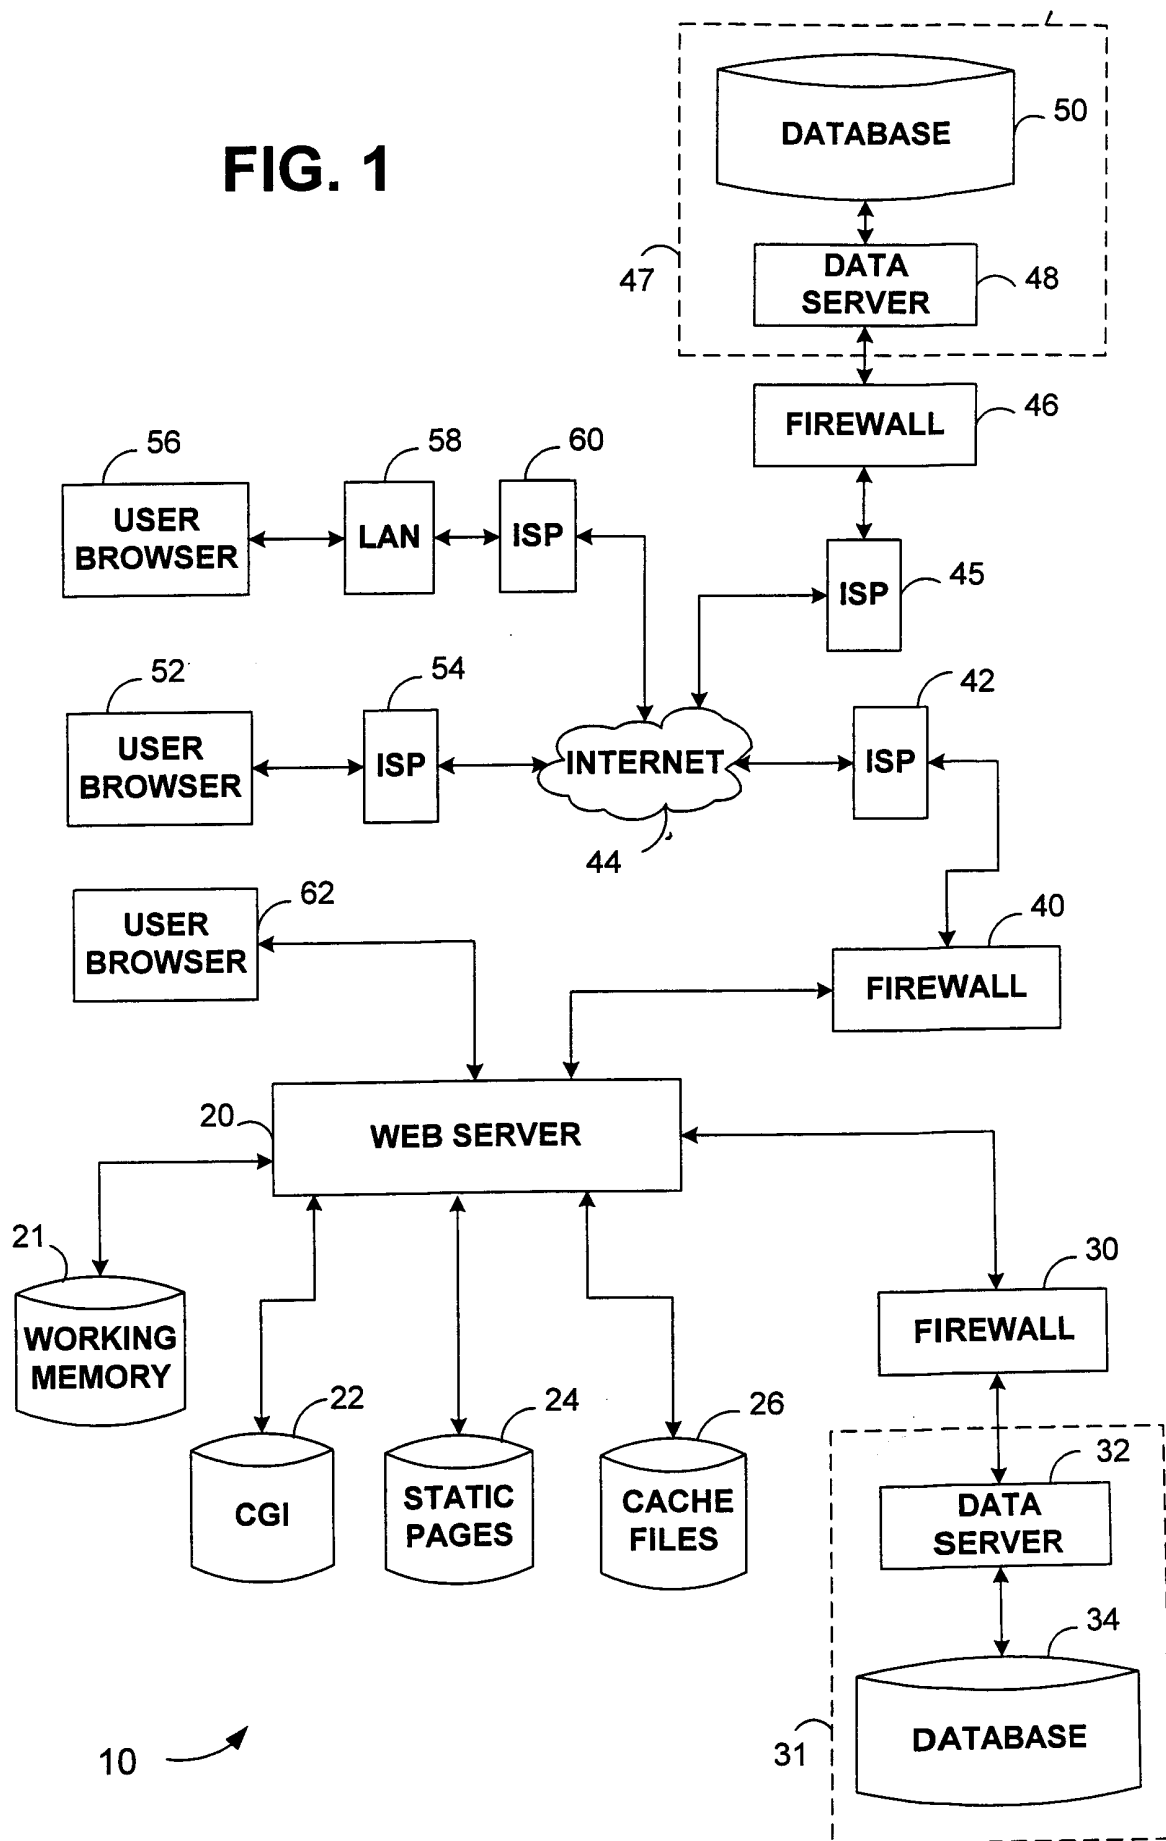 FIG. 1
DATABASE
50
DATA
SERVER
48
47
FIREWALL
46
56
58
60
USER
BROWSER
LAN
ISP
ISP
45
52
54
42
USER
BROWSER
ISP
INTERNET
ISP
44
62
USER
BROWSER
40
FIREWALL
20
WEB SERVER
21
WORKING
MEMORY
30
FIREWALL
22
24
26
CGI
STATIC
PAGES
CACHE
FILES
32
DATA
SERVER
34
DATABASE
31
10